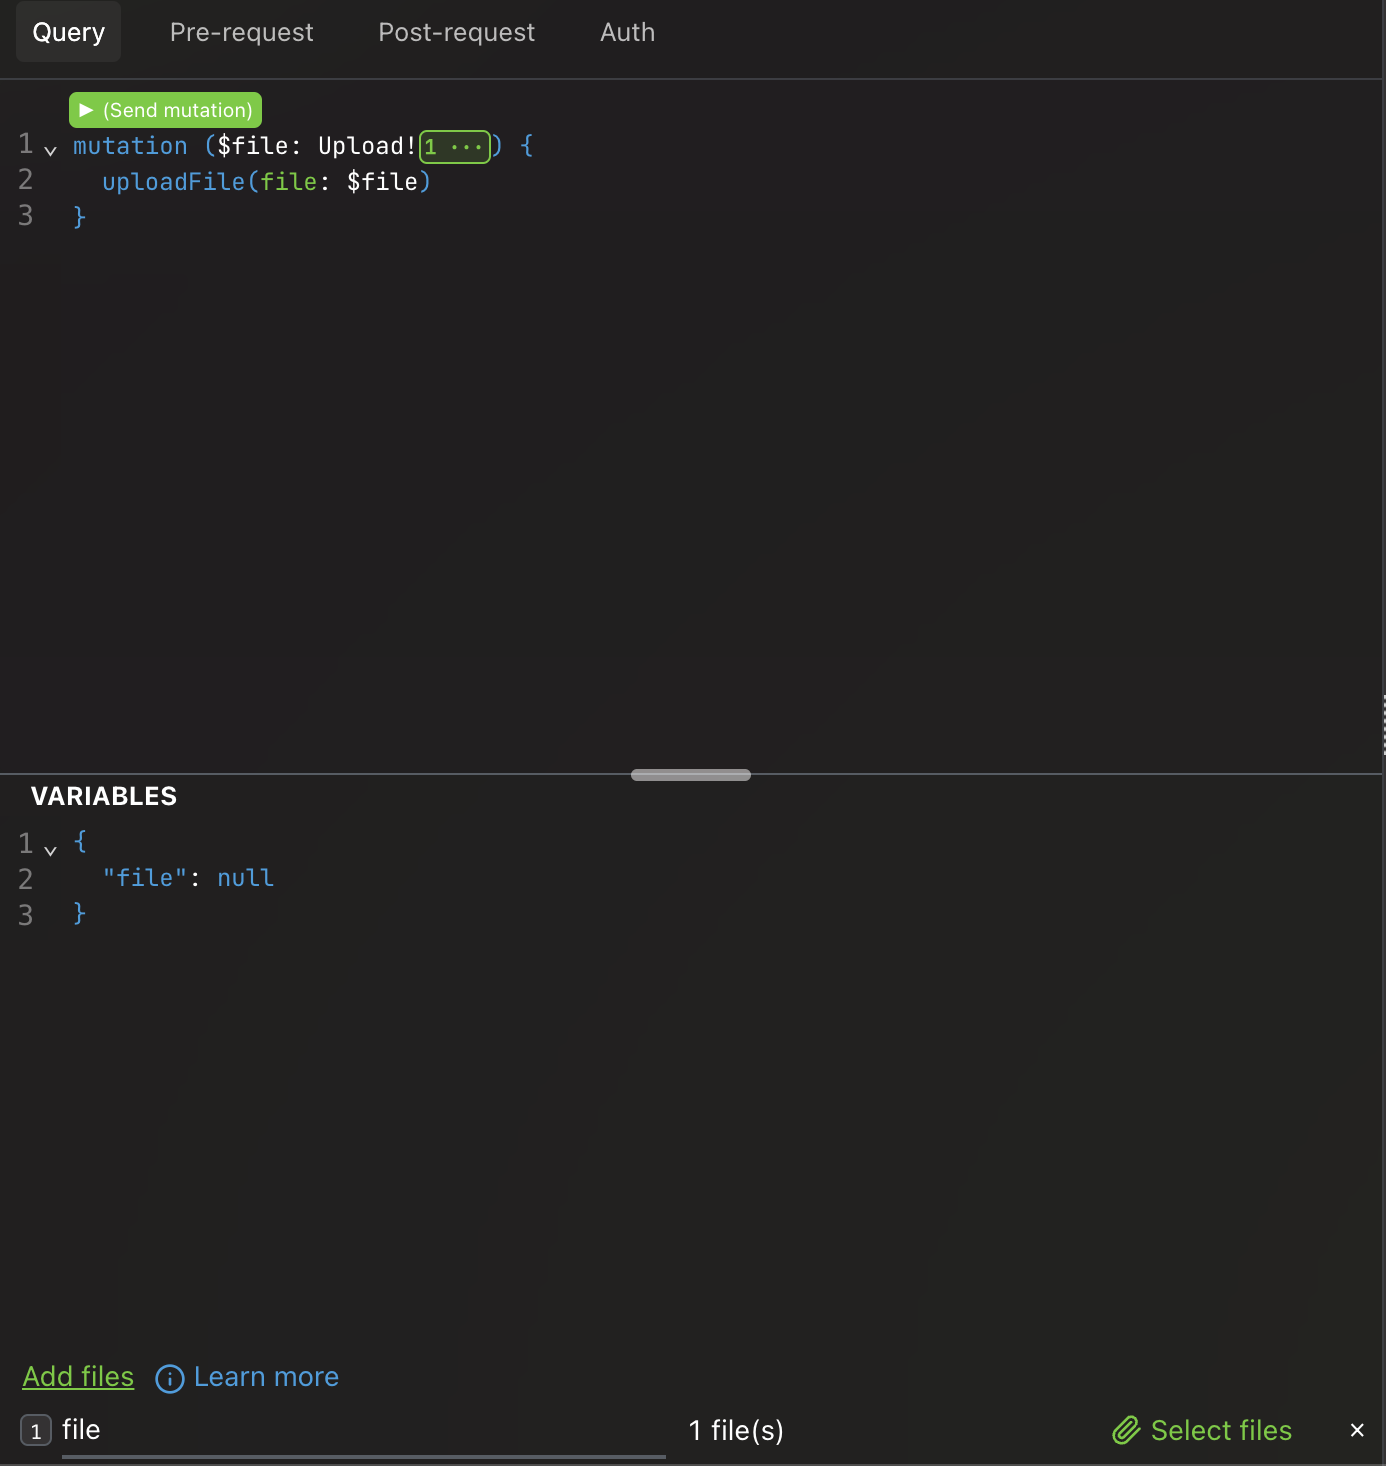 Query Pre-request Post-request Auth
▶ (Send mutation)
1 mutation ($file: Upload!1 ···) {
2 uploadFile(file: $file)
3 }
VARIABLES
1 {
2 "file": null
3 }
Add files Learn more
1 file 1 file(s) Select files ×